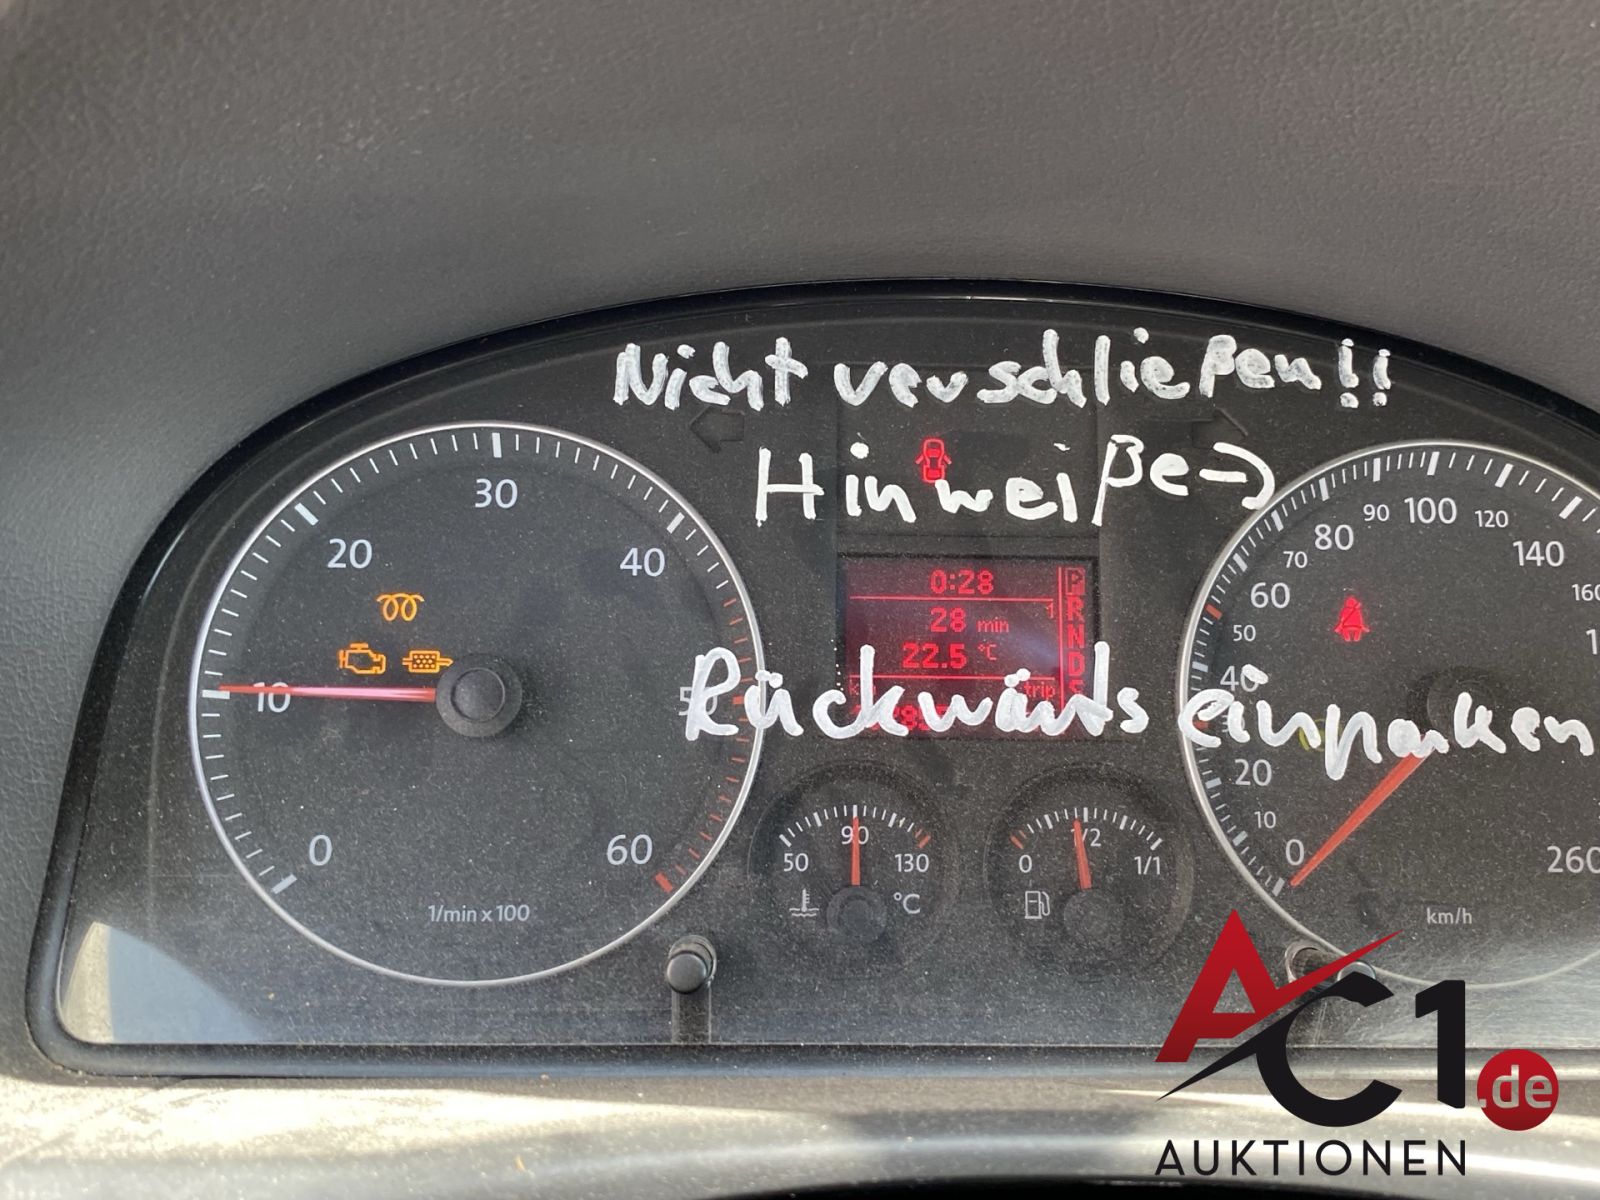 Nicht verschließen!!
Hinweiße->
Rückwärts einparken
0:28
28 min
22.5 °C
trip
P
R
N
D
S
1
0
10
20
30
40
50
60
1/min x 100
50
90
130
°C
0
1/2
1/1
0
10
20
40
50
60
70
80
90
100
120
140
260
km/h
AC1.de
AUKTIONEN